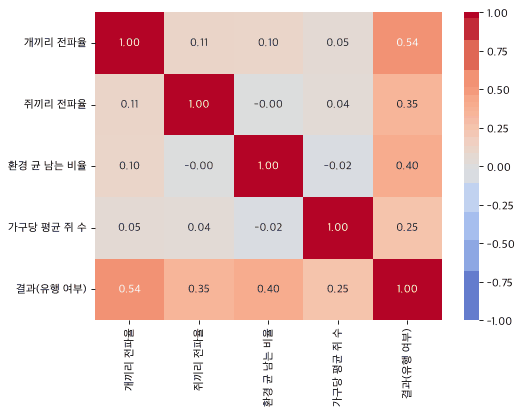 개끼리 전파율 1.00 0.11 0.10 0.05 0.54
쥐끼리 전파율 0.11 1.00 -0.00 0.04 0.35
환경 균 남는 비율 0.10 -0.00 1.00 -0.02 0.40
가구당 평균 쥐 수 0.05 0.04 -0.02 1.00 0.25
결과(유행 여부) 0.54 0.35 0.40 0.25 1.00
개끼리 전파율
쥐끼리 전파율
환경 균 남는 비율
가구당 평균 쥐 수
결과(유행 여부)
1.00
0.75
0.50
0.25
0.00
-0.25
-0.50
-0.75
-1.00